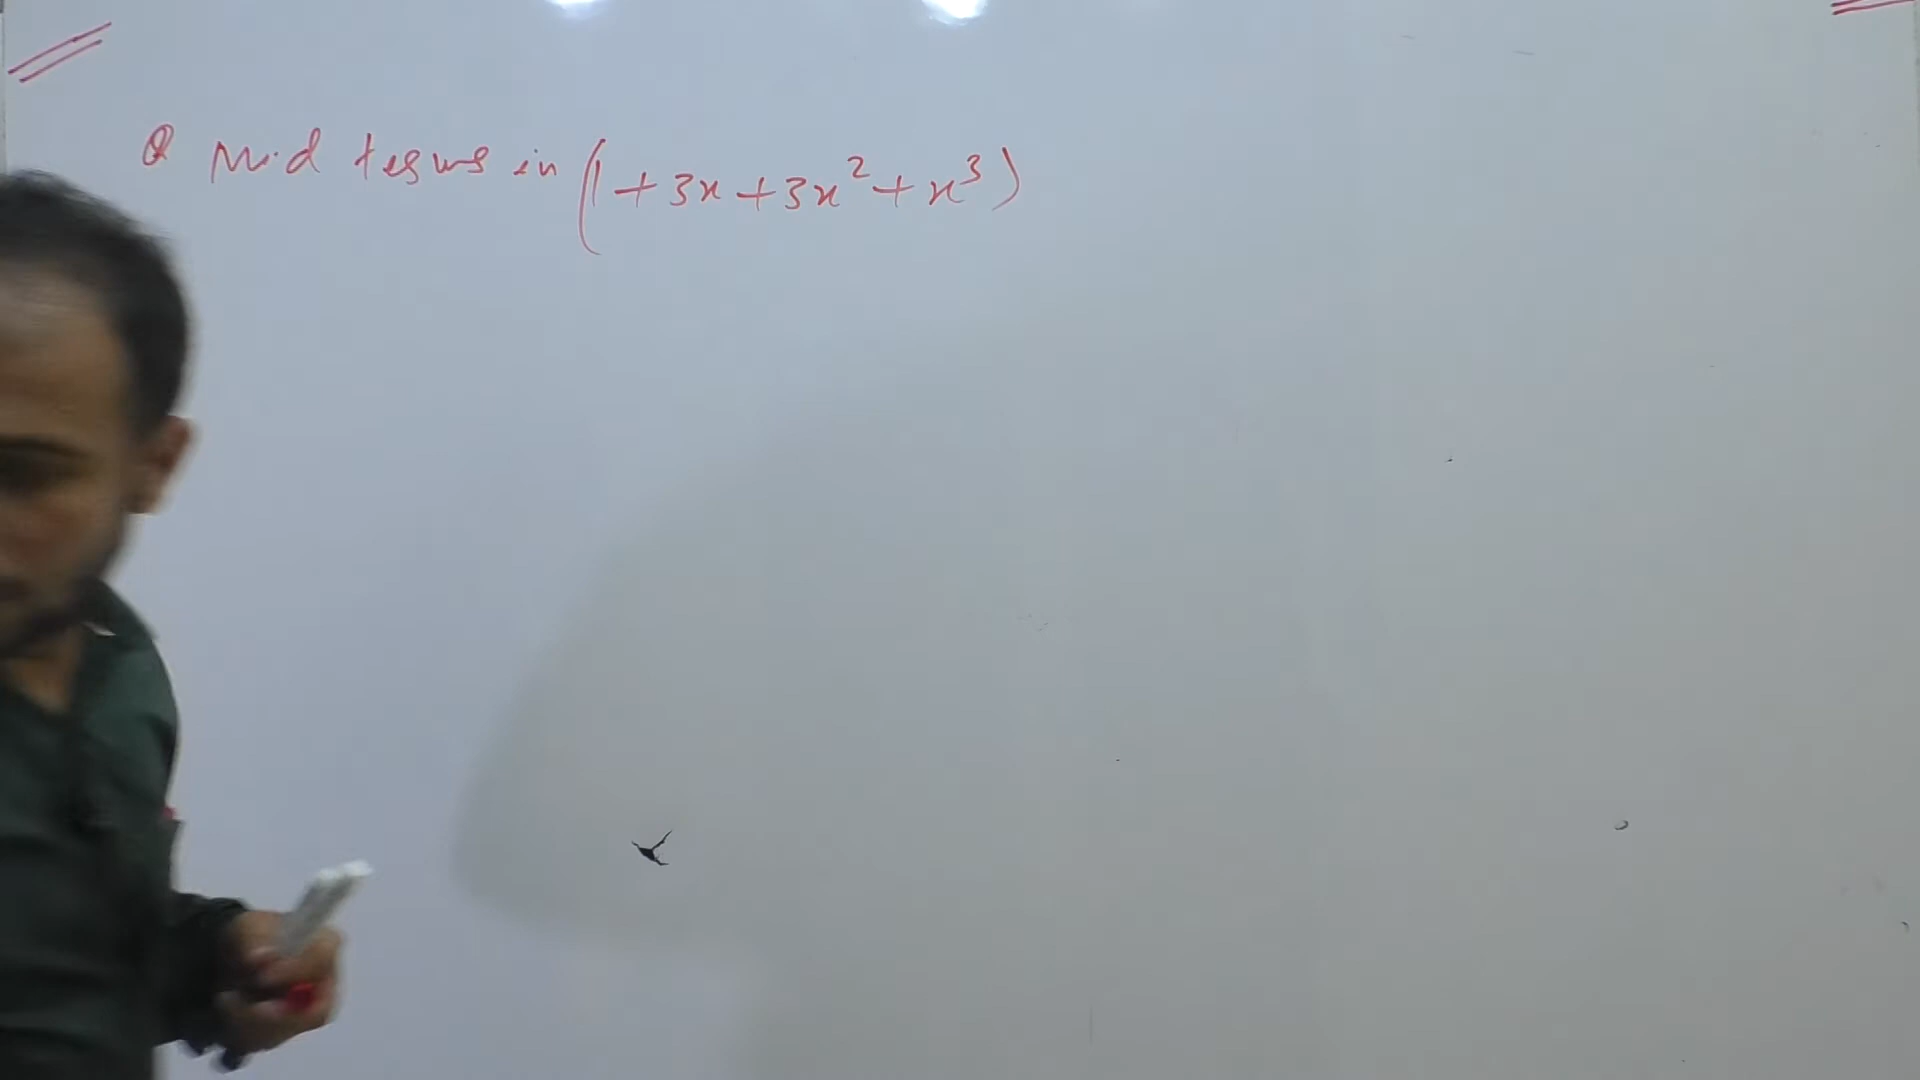 Q Mid terms in (1+3x+3x²+x³)